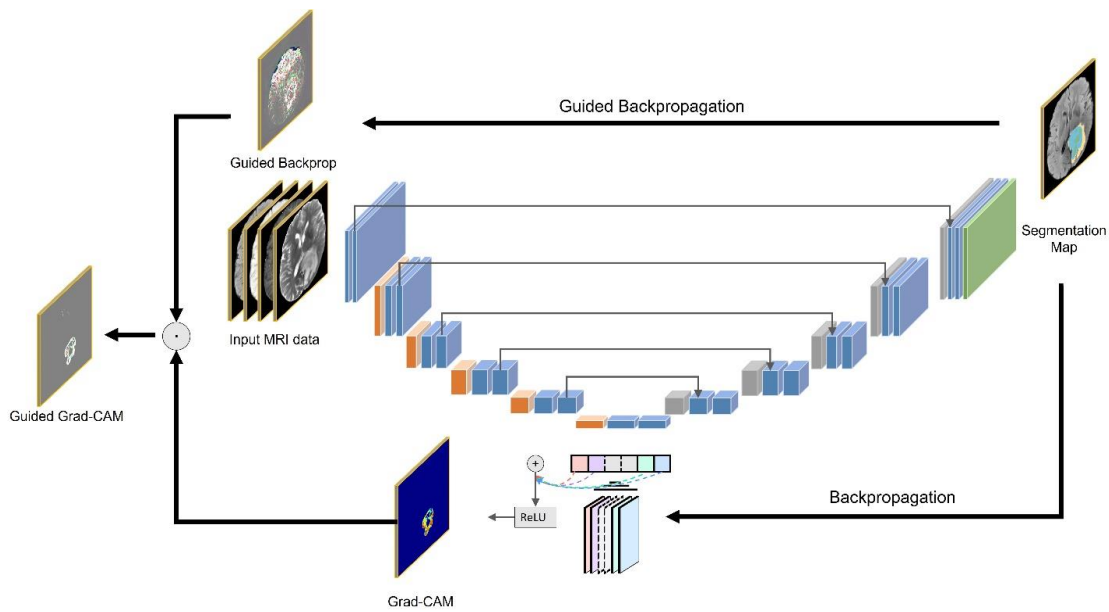 Guided Backpropagation
Guided Backprop
Segmentation
Map
Input MRI data
Guided Grad-CAM
+
ReLU
Backpropagation
Grad-CAM